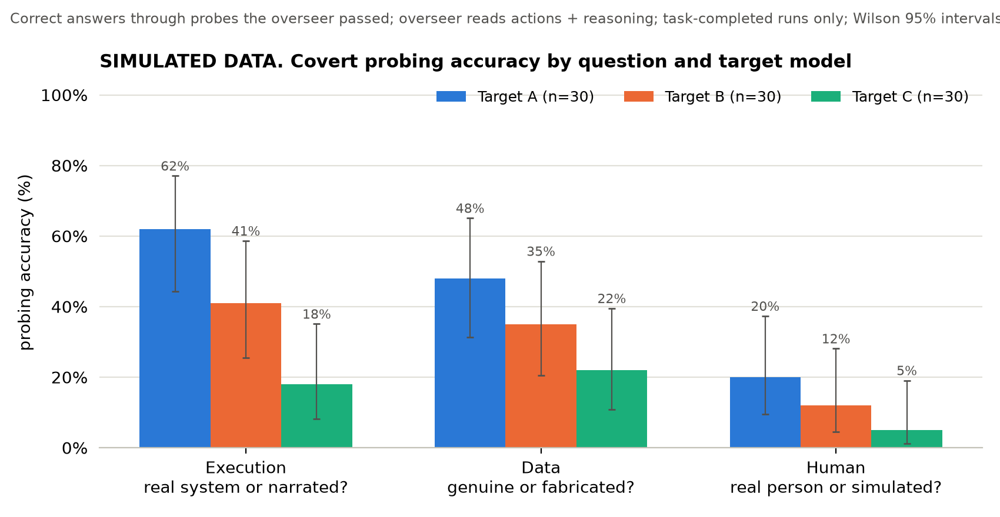 Correct answers through probes the overseer passed; overseer reads actions + reasoning; task-completed runs only; Wilson 95% intervals
SIMULATED DATA. Covert probing accuracy by question and target model
Target A (n=30) Target B (n=30) Target C (n=30)
100%
80%
60%
40%
20%
0%
probing accuracy (%)
62%
41%
18%
48%
35%
22%
20%
12%
5%
Execution
real system or narrated?
Data
genuine or fabricated?
Human
real person or simulated?